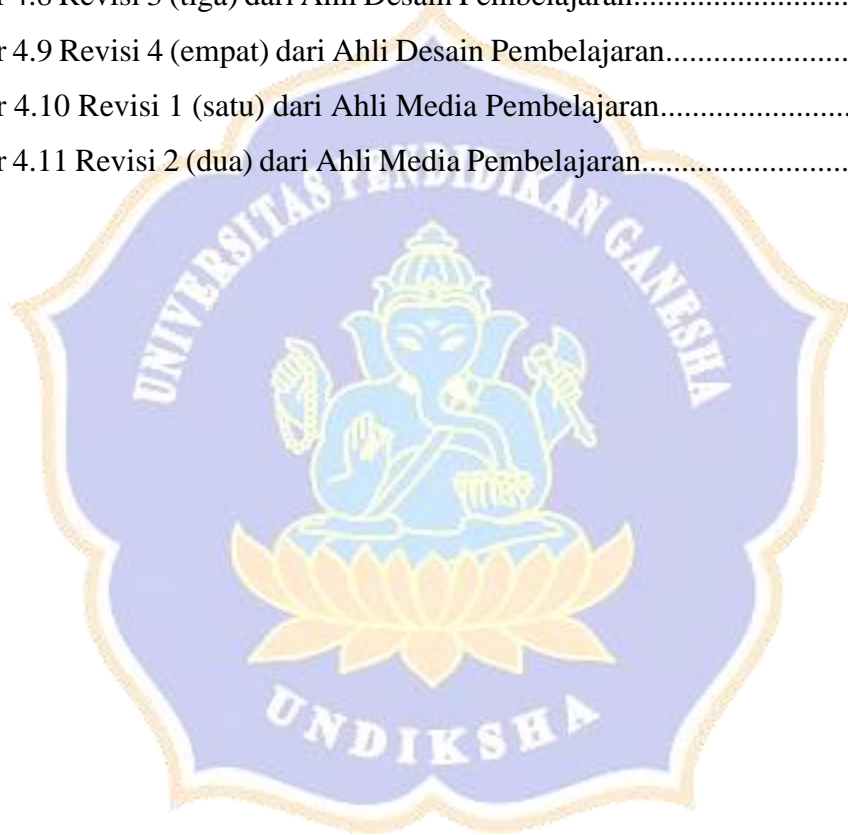 r 4.8 Revisi 3 (tiga) dari Ahli Desain Pembelajaran...........................
r 4.9 Revisi 4 (empat) dari Ahli Desain Pembelajaran.......................
r 4.10 Revisi 1 (satu) dari Ahli Media Pembelajaran........................
r 4.11 Revisi 2 (dua) dari Ahli Media Pembelajaran..........................
UNIVERSITAS PENDIDIKAN GANESHA
UNDIKSHA